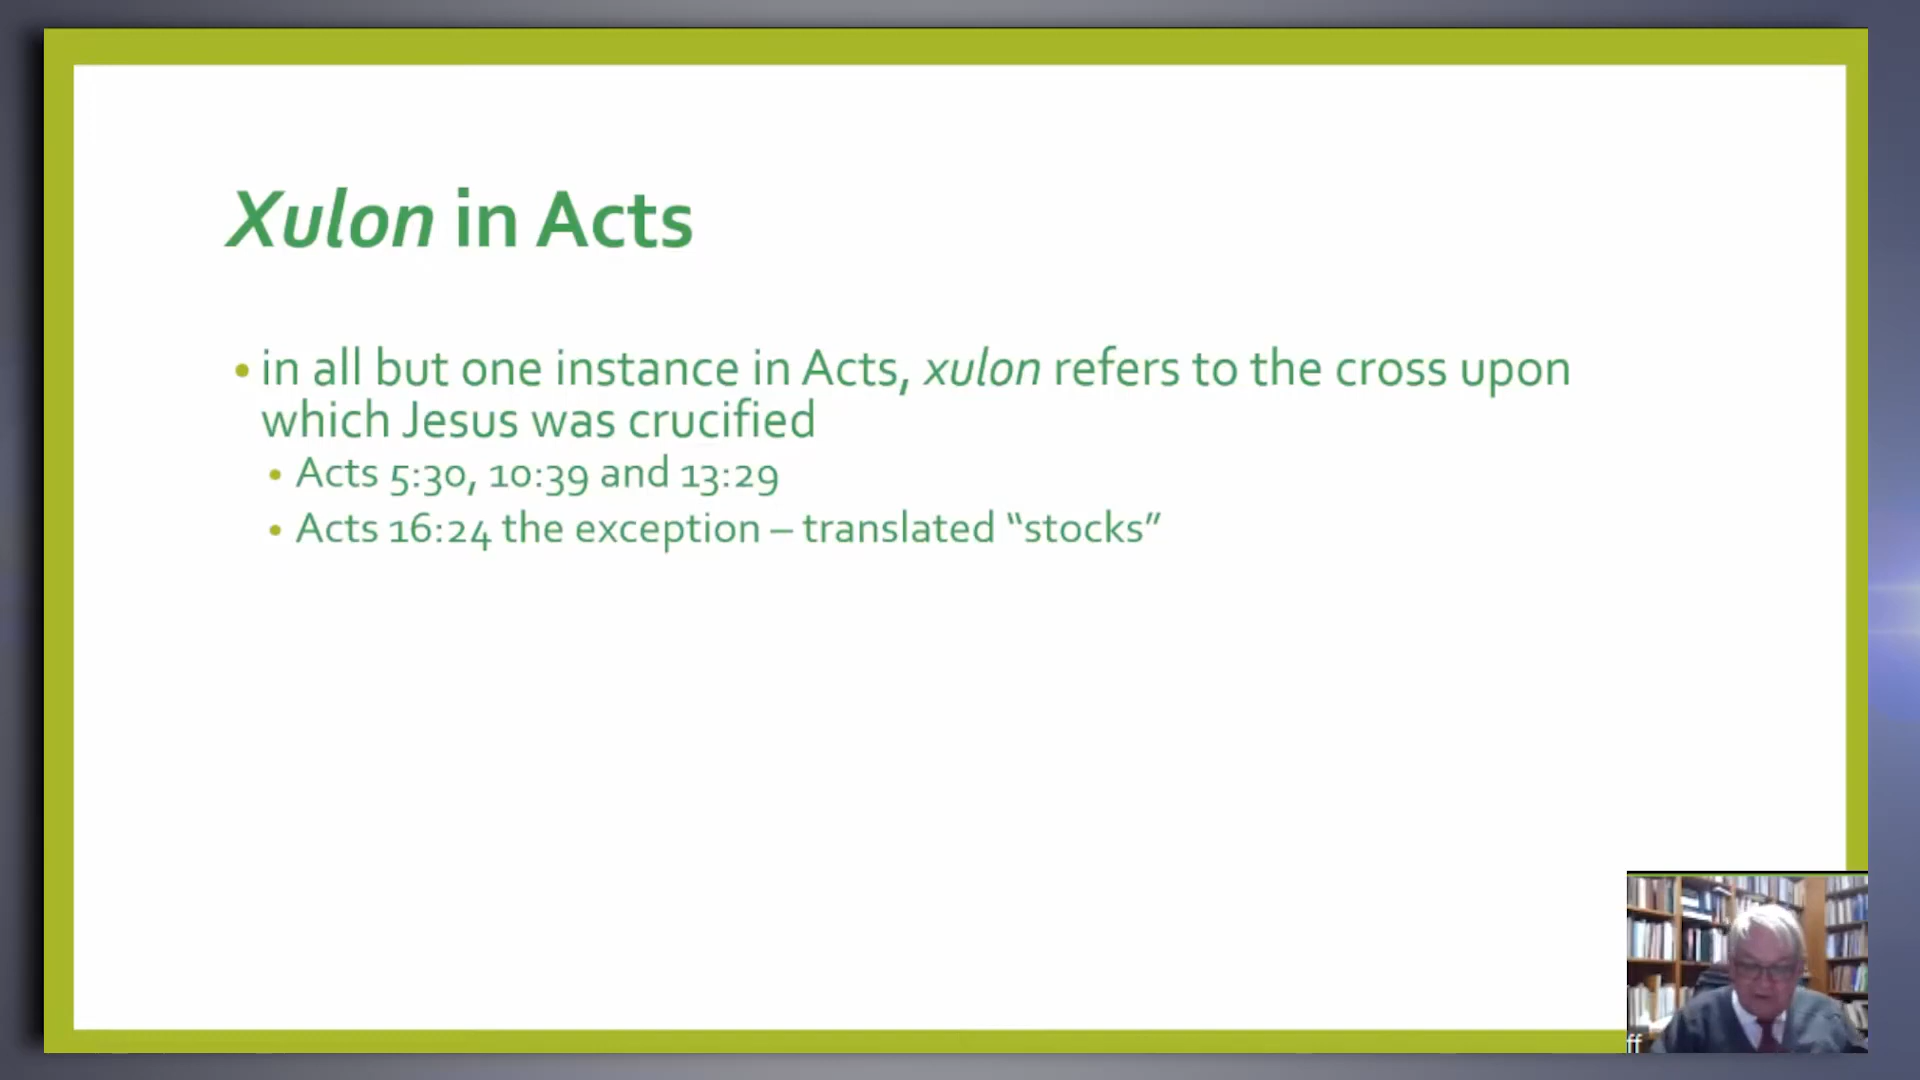 Xulon in Acts
• in all but one instance in Acts, xulon refers to the cross upon
which Jesus was crucified
• Acts 5:30, 10:39 and 13:29
• Acts 16:24 the exception – translated “stocks”
ff